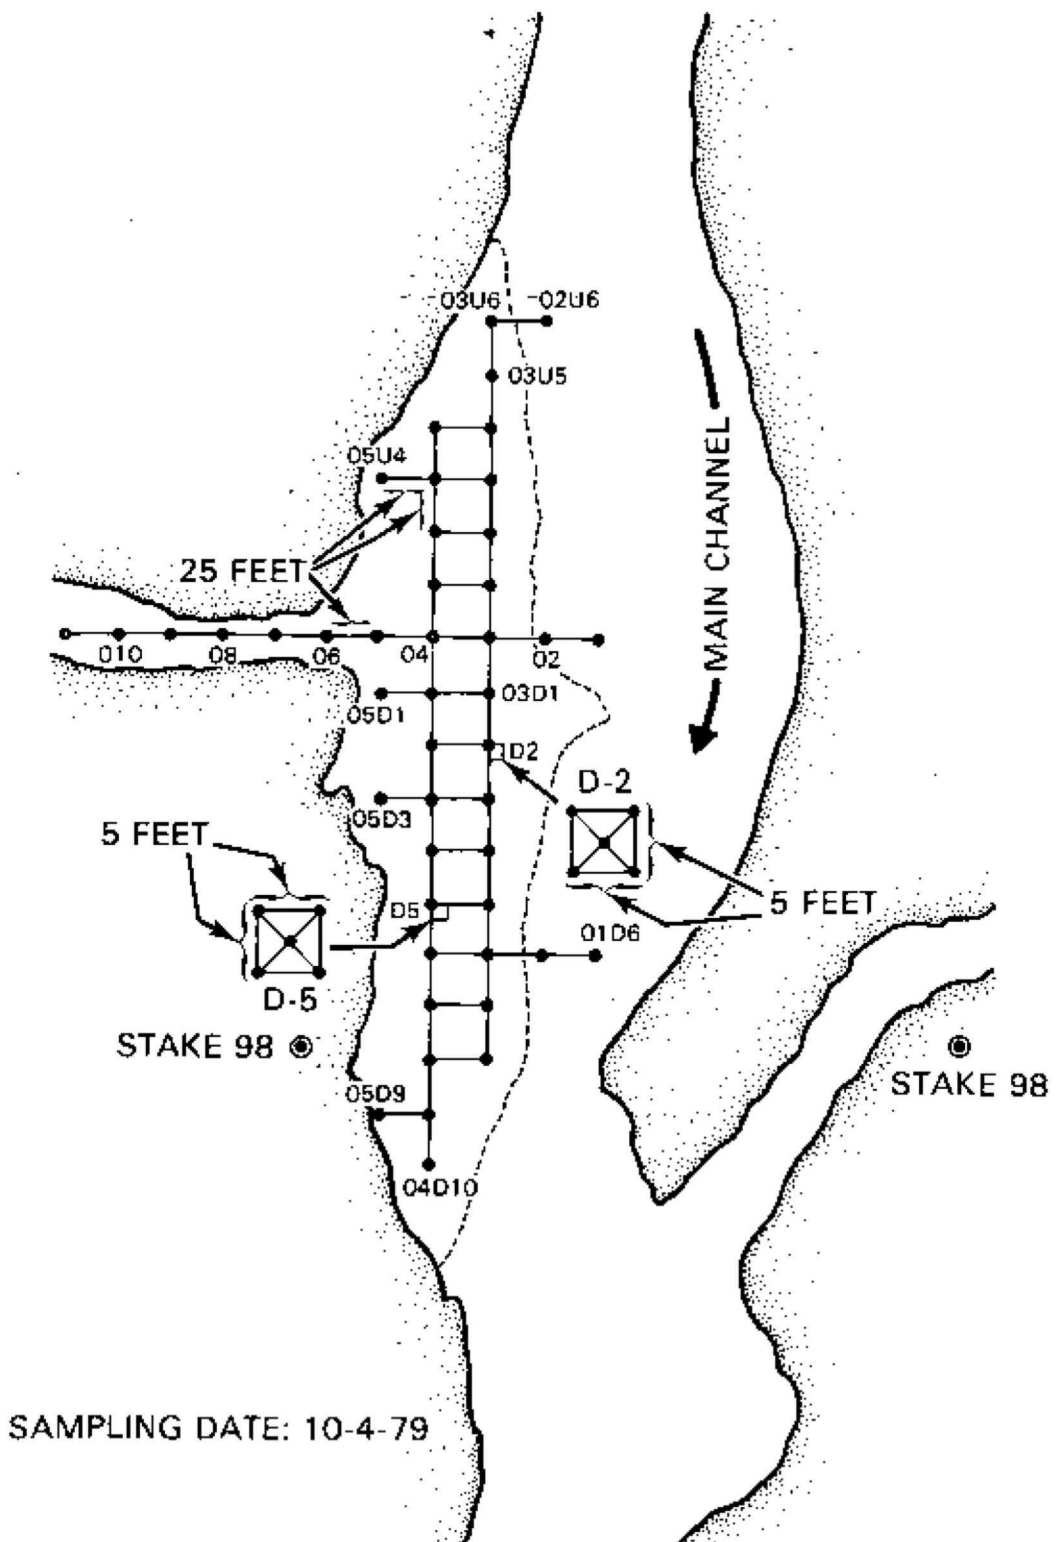 03U6
02U6
03U5
05U4
MAIN CHANNEL
25 FEET
010
08
06
04
02
05D1
03D1
D2
D-2
05D3
5 FEET
D5
5 FEET
01D6
D-5
STAKE 98
STAKE 98
05D9
04D10
SAMPLING DATE: 10-4-79